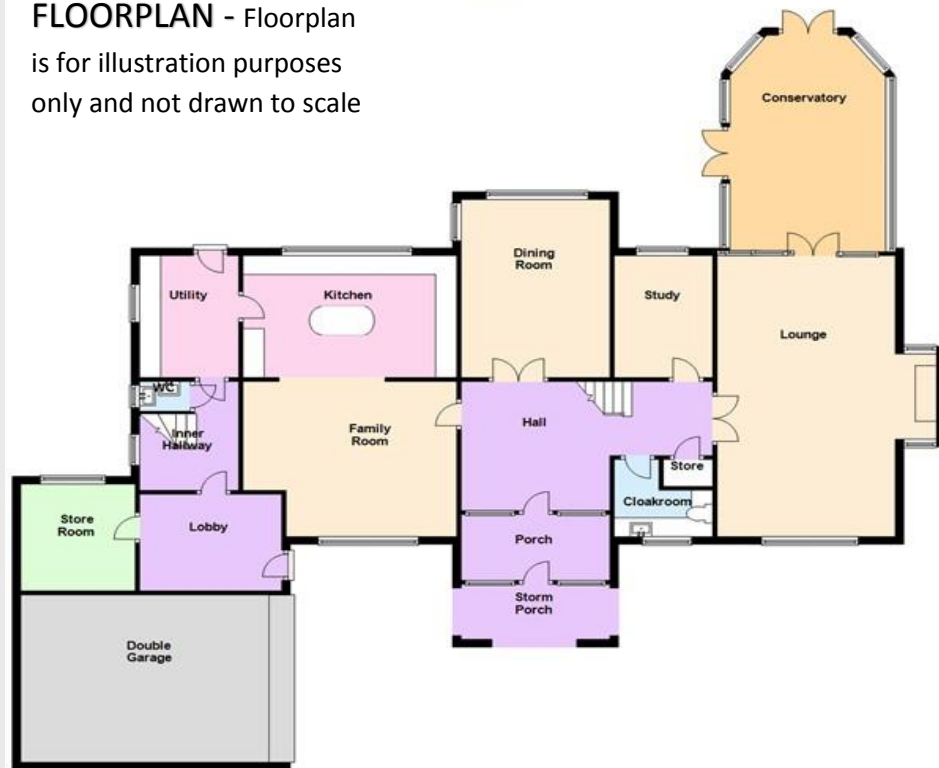 FLOORPLAN - Floorplan
is for illustration purposes
only and not drawn to scale
Conservatory
Dining
Room
Utility
Kitchen
Study
Lounge
WC
Inner
Hallway
Family
Room
Hall
Store
Cloakroom
Store
Room
Lobby
Porch
Storm
Porch
Double
Garage